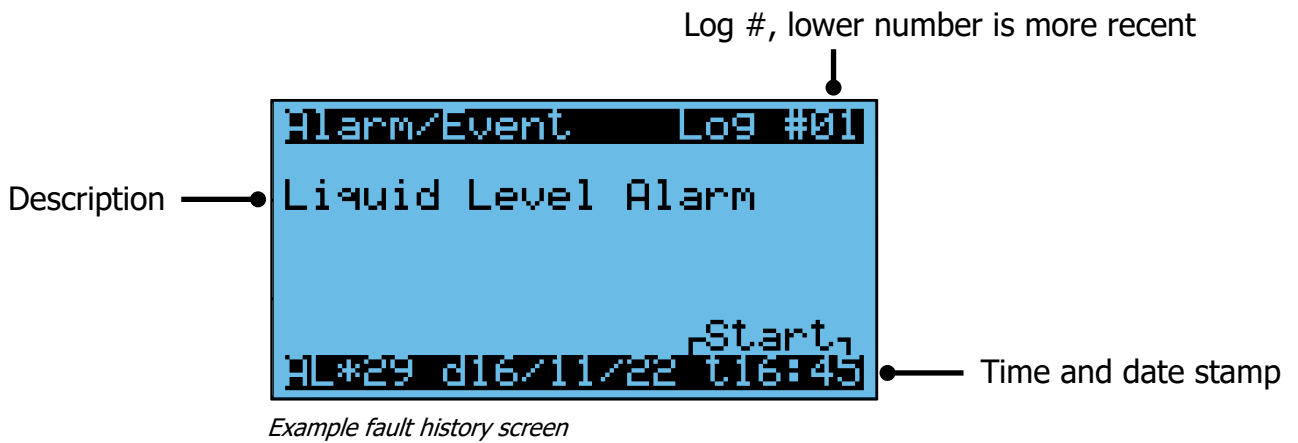 Log #, lower number is more recent
Alarm/Event Log #01
Description
Liquid Level Alarm
Start
AL*29 d16/11/22 t16:45
Time and date stamp
Example fault history screen